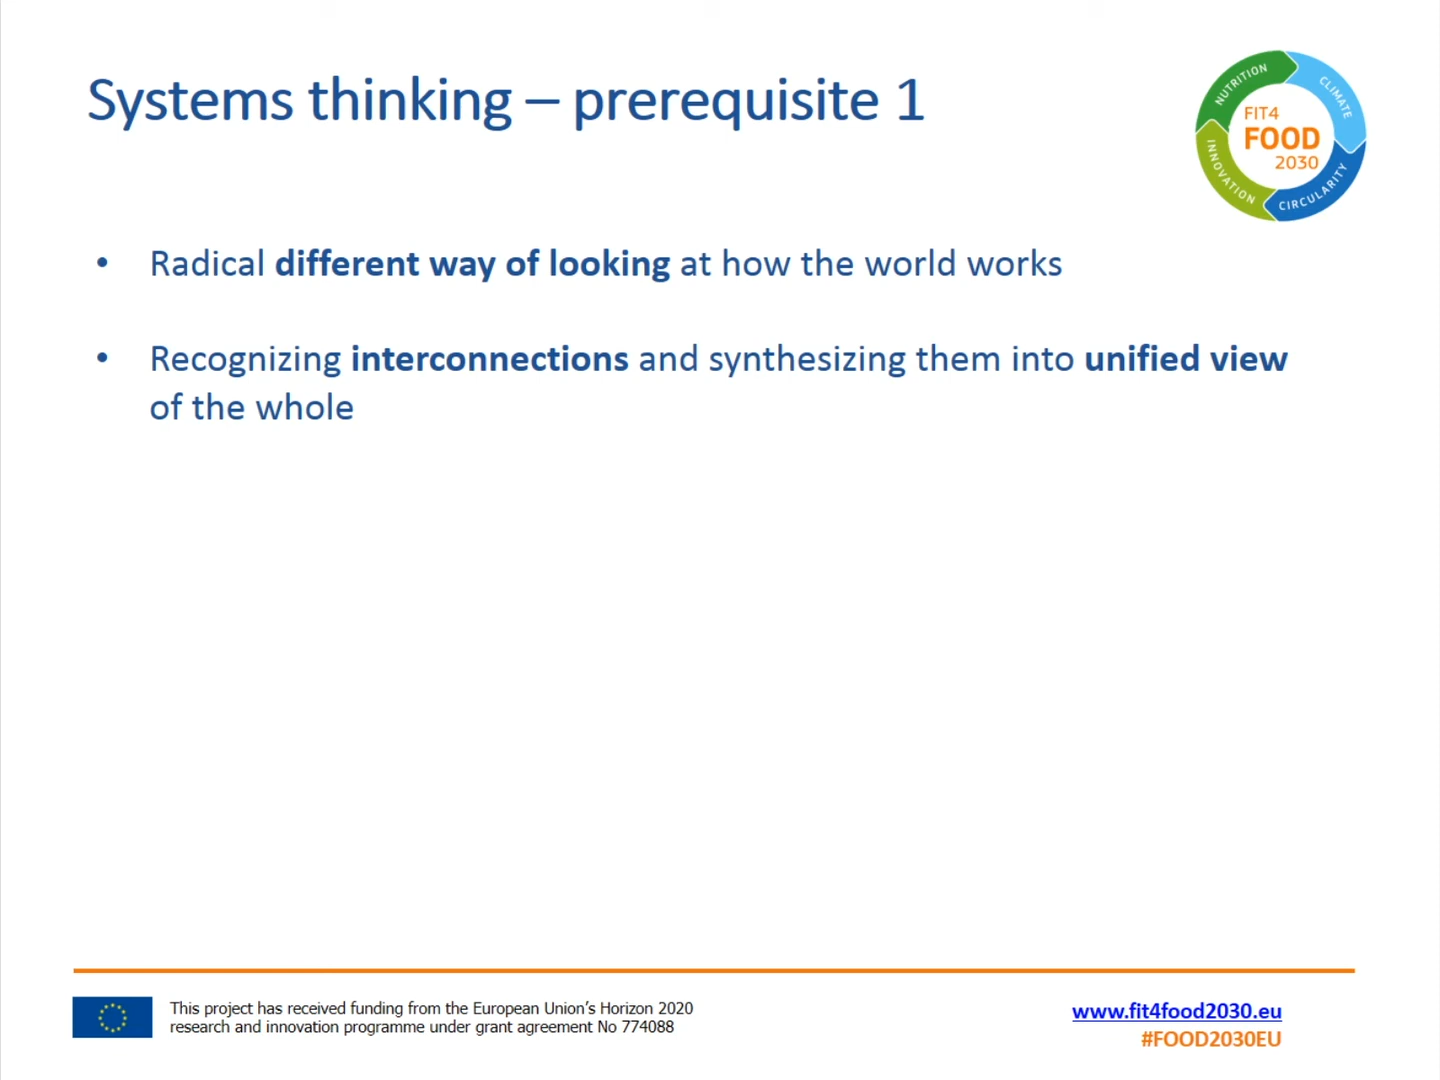 Systems thinking – prerequisite 1
NUTRITION
CLIMATE
FIT4
FOOD
2030
INNOVATION
CIRCULARITY
• Radical different way of looking at how the world works
• Recognizing interconnections and synthesizing them into unified view
of the whole
This project has received funding from the European Union’s Horizon 2020
research and innovation programme under grant agreement No 774088
www.fit4food2030.eu
#FOOD2030EU